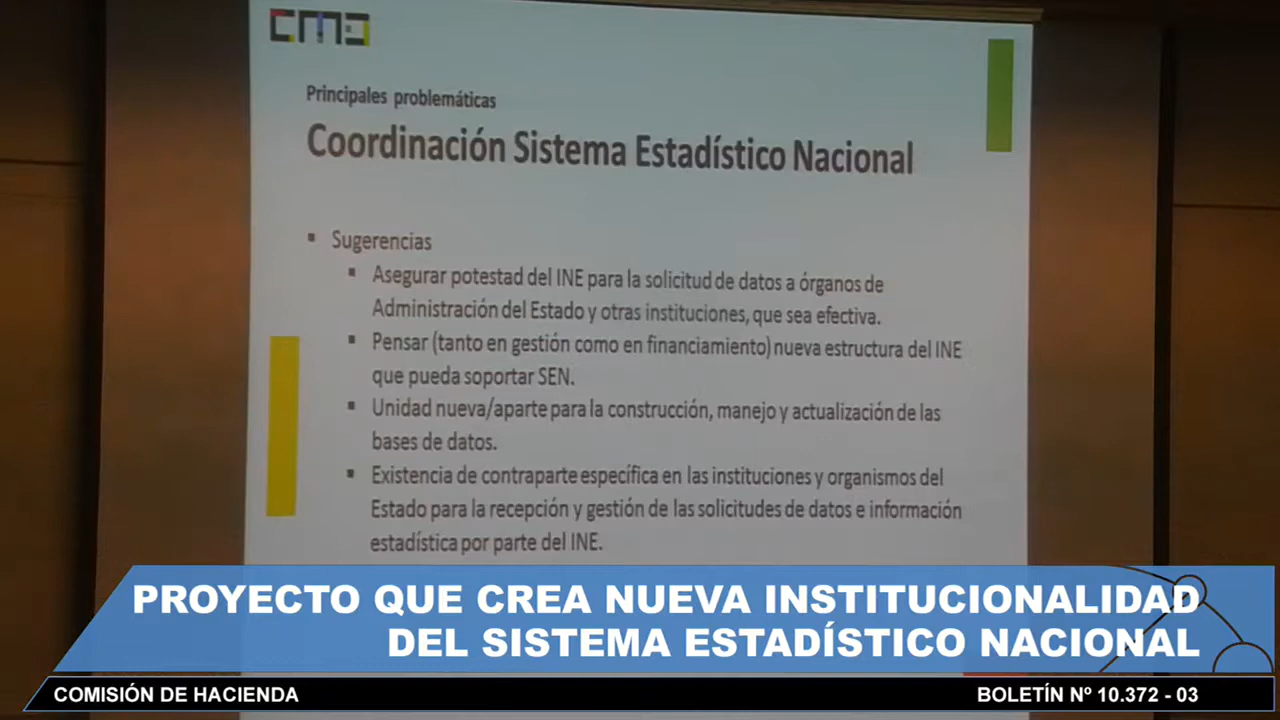 Principales problemáticas
Coordinación Sistema Estadístico Nacional
▪ Sugerencias
▪ Asegurar potestad del INE para la solicitud de datos a órganos de
Administración del Estado y otras instituciones, que sea efectiva.
▪ Pensar (tanto en gestión como en financiamiento) nueva estructura del INE
que pueda soportar SEN.
▪ Unidad nueva/aparte para la construcción, manejo y actualización de las
bases de datos.
▪ Existencia de contraparte específica en las instituciones y organismos del
Estado para la recepción y gestión de las solicitudes de datos e información
estadística por parte del INE.
PROYECTO QUE CREA NUEVA INSTITUCIONALIDAD
DEL SISTEMA ESTADÍSTICO NACIONAL
COMISIÓN DE HACIENDA
BOLETÍN Nº 10.372 - 03